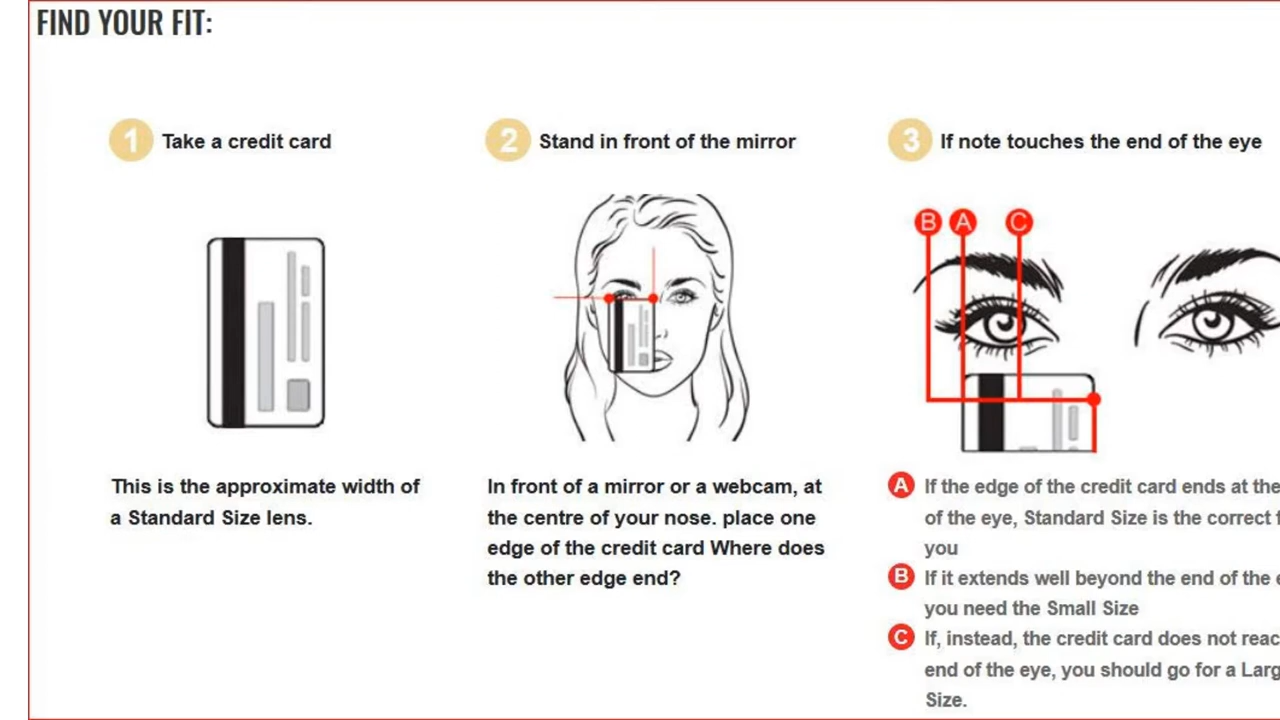 FIND YOUR FIT:
1 Take a credit card
This is the approximate width of
a Standard Size lens.
2 Stand in front of the mirror
In front of a mirror or a webcam, at
the centre of your nose. place one
edge of the credit card Where does
the other edge end?
3 If note touches the end of the eye
B A C
A If the edge of the credit card ends at the
of the eye, Standard Size is the correct
you
B If it extends well beyond the end of the
you need the Small Size
C If, instead, the credit card does not
end of the eye, you should go for a
Size.